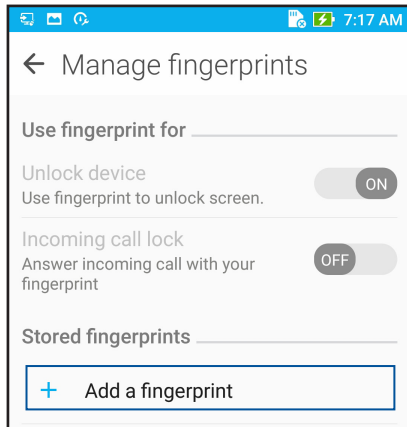 7:17 AM
Manage fingerprints
Use fingerprint for
Unlock device
ON
Use fingerprint to unlock screen.
Incoming call lock
OFF
Answer incoming call with your
fingerprint
Stored fingerprints
+ Add a fingerprint